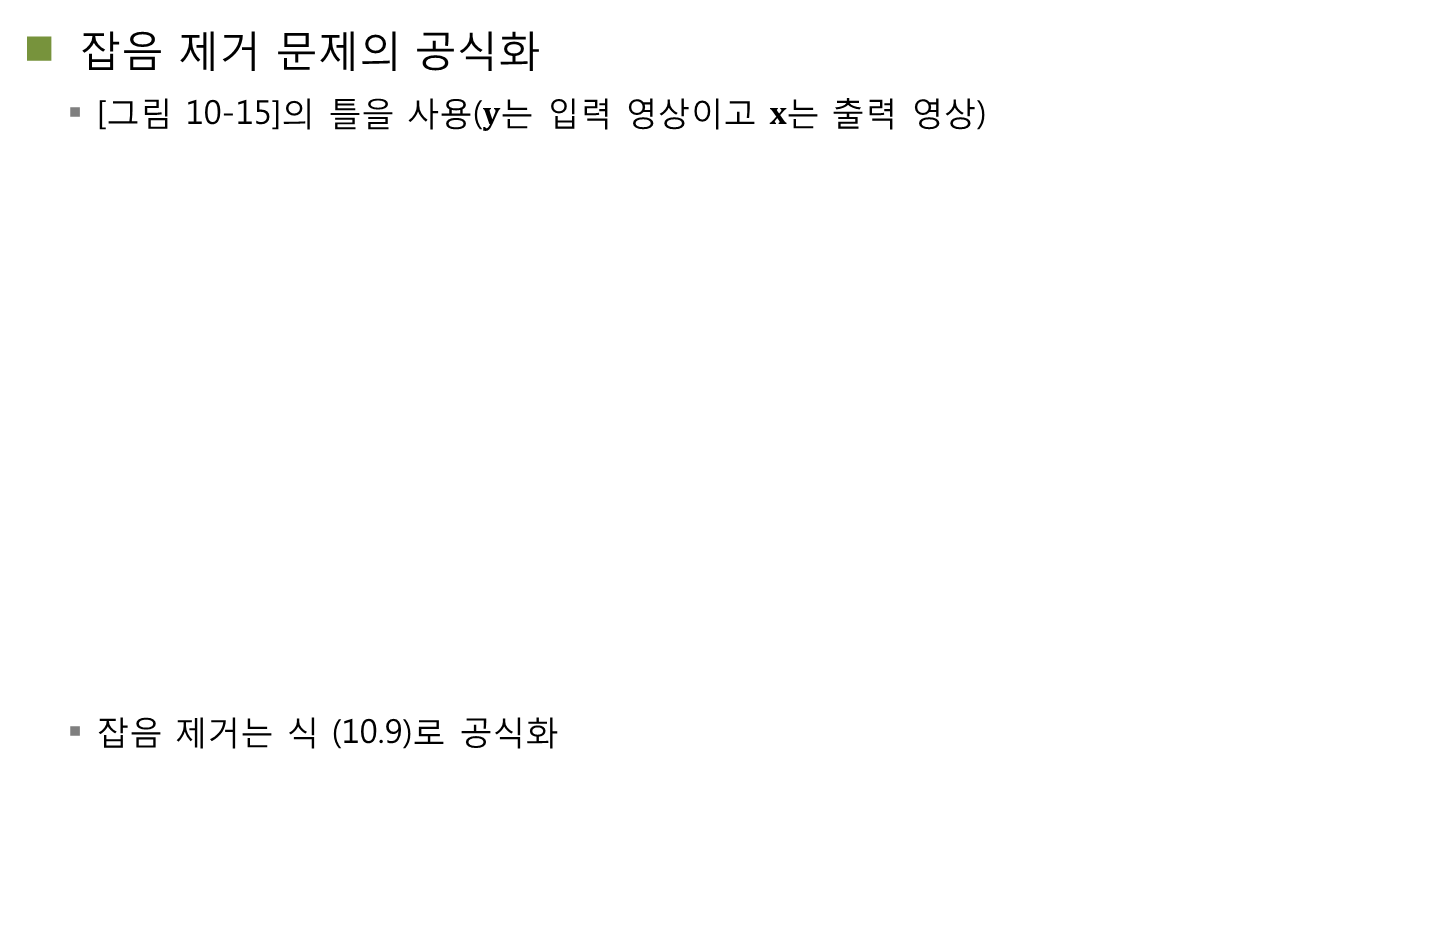 잡음 제거 문제의 공식화
[그림 10-15]의 틀을 사용(y는 입력 영상이고 x는 출력 영상)
잡음 제거는 식 (10.9)로 공식화